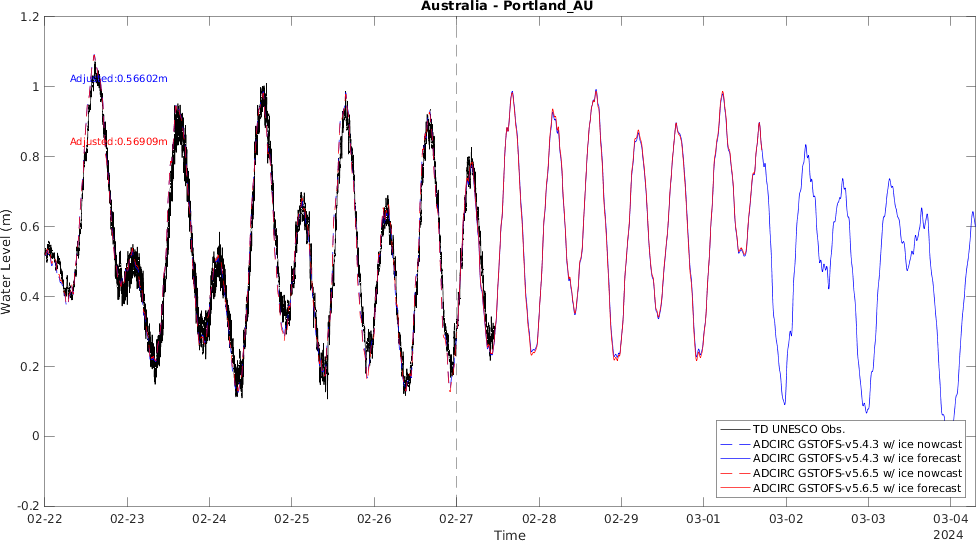 Australia - Portland_AU
1.2
1
0.8
0.6
0.4
0.2
0
-0.2
Water Level (m)
Adjusted:0.56602m
Adjusted:0.56909m
TD UNESCO Obs.
ADCIRC GSTOFS-v5.4.3 w/ ice nowcast
ADCIRC GSTOFS-v5.4.3 w/ ice forecast
ADCIRC GSTOFS-v5.6.5 w/ ice nowcast
ADCIRC GSTOFS-v5.6.5 w/ ice forecast
02-22 02-23 02-24 02-25 02-26 02-27 02-28 02-29 03-01 03-02 03-03 03-04
Time
2024